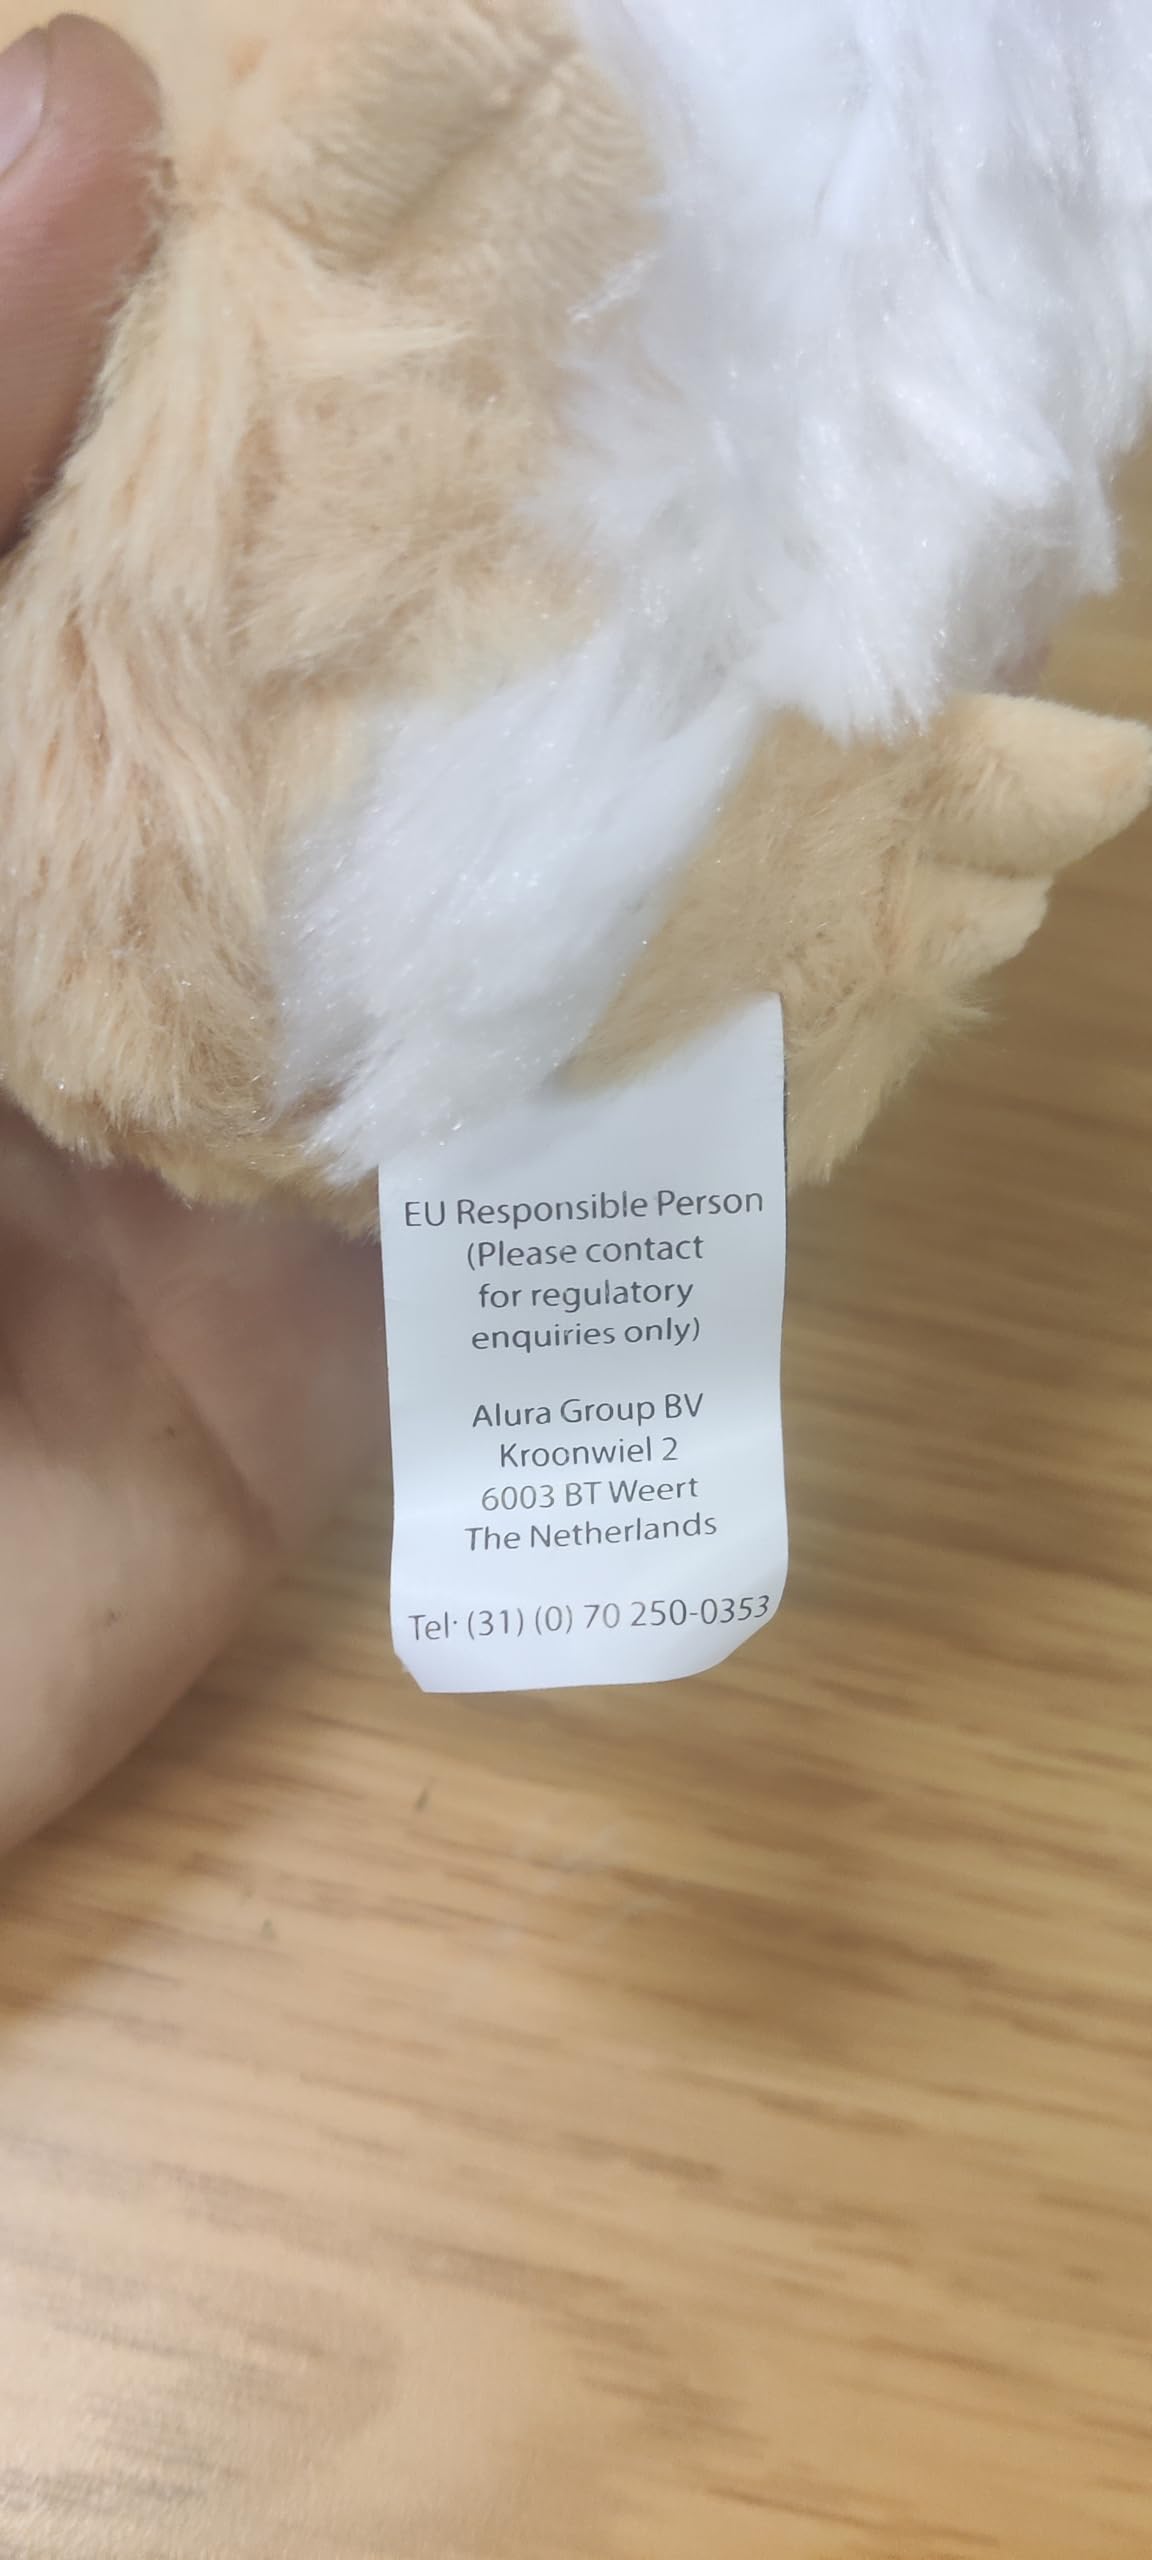 EU Responsible Person
(Please contact
for regulatory
enquiries only)
Alura Group BV
Kroonwiel 2
6003 BT Weert
The Netherlands
Tel· (31) (0) 70 250-0353